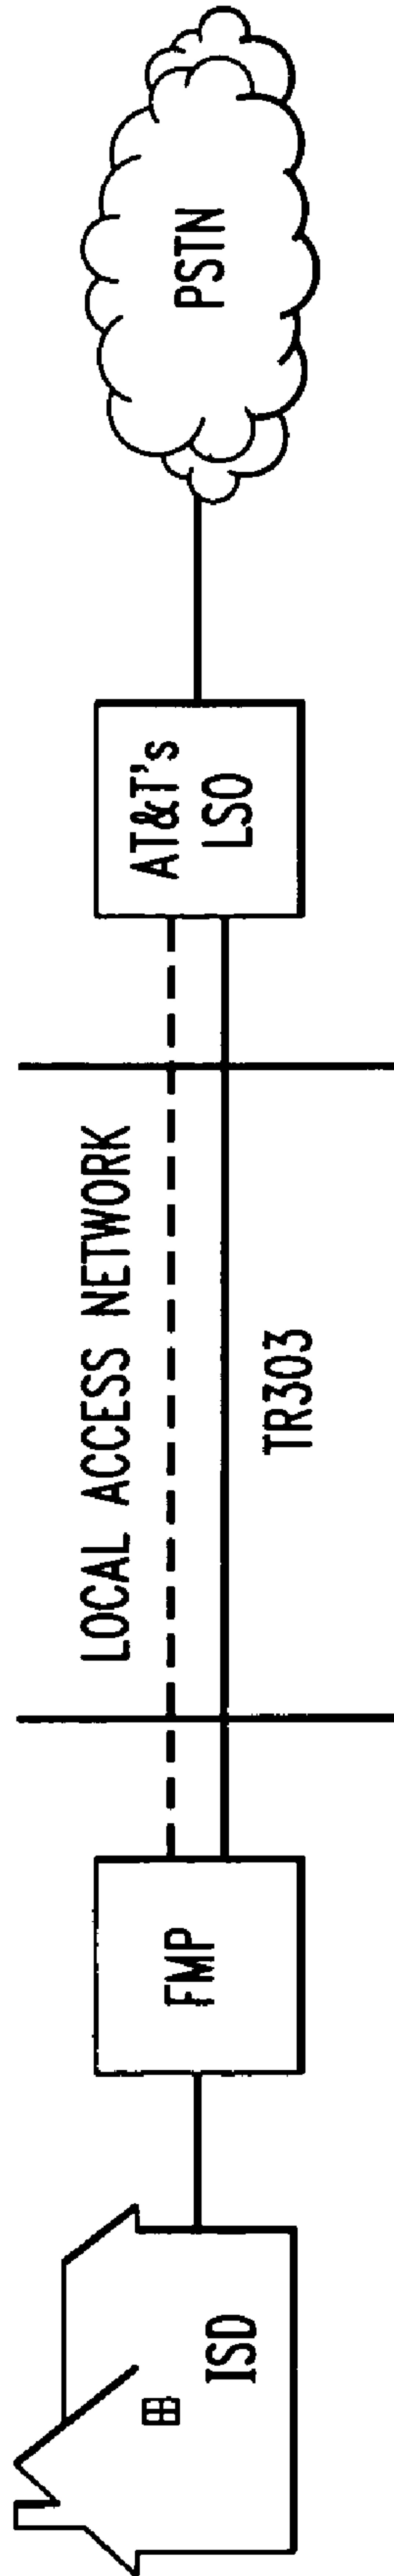 ISD
FMP
LOCAL ACCESS NETWORK
TR303
AT&T's
LSO
PSTN